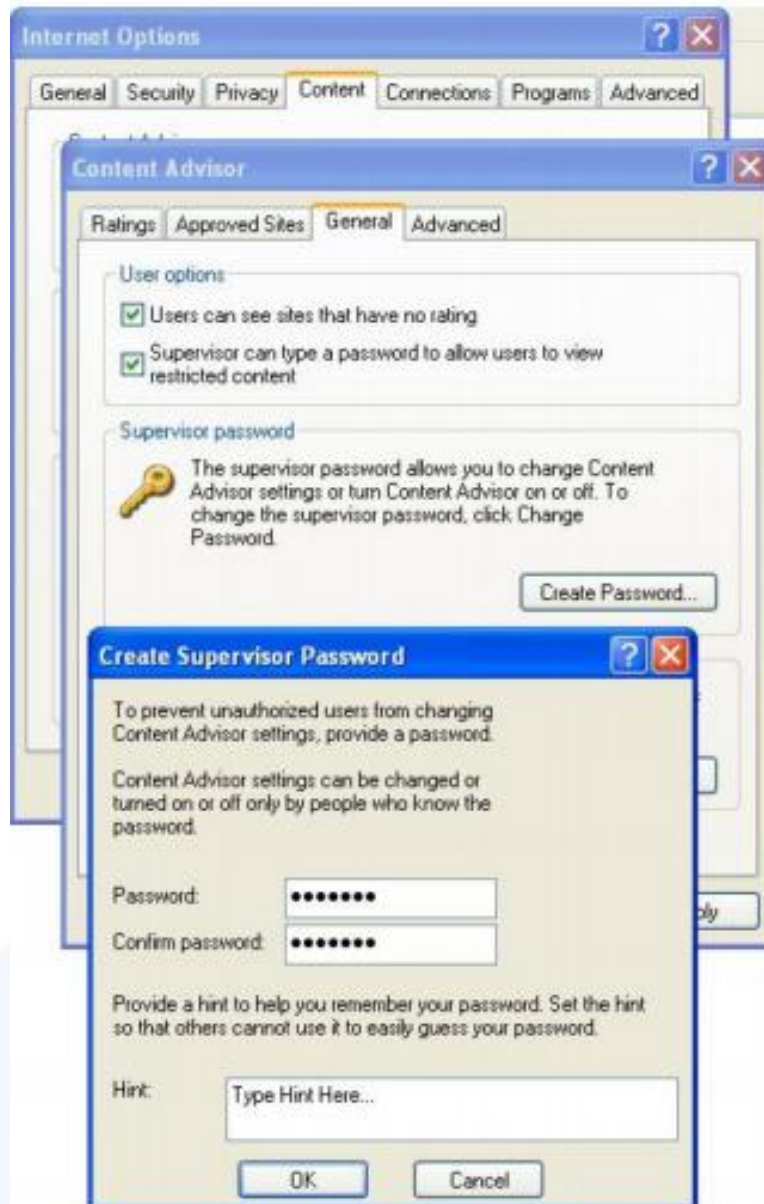 Internet Options
General Security Privacy Content Connections Programs Advanced
Content Advisor
Ratings Approved Sites General Advanced
User options
Users can see sites that have no rating
Supervisor can type a password to allow users to view
restricted content
Supervisor password
The supervisor password allows you to change Content
Advisor settings or turn Content Advisor on or off. To
change the supervisor password, click Change
Password.
Create Password...
Create Supervisor Password
To prevent unauthorized users from changing
Content Advisor settings, provide a password.
Content Advisor settings can be changed or
turned on or off only by people who know the
password.
Password: •••••••
Confirm password: •••••••
Provide a hint to help you remember your password. Set the hint
so that others cannot use it to easily guess your password.
Hint: Type Hint Here...
OK Cancel